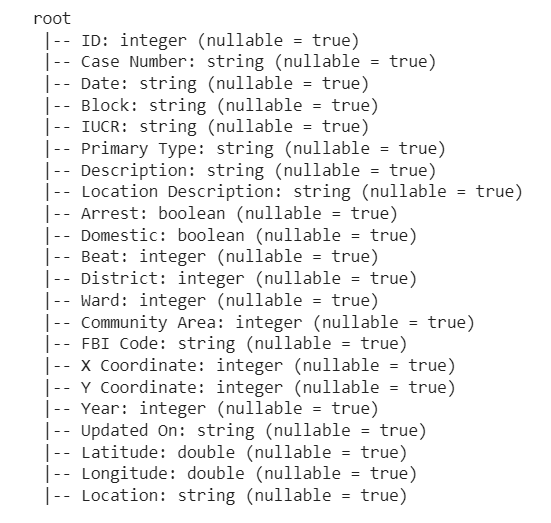 root
|-- ID: integer (nullable = true)
|-- Case Number: string (nullable = true)
|-- Date: string (nullable = true)
|-- Block: string (nullable = true)
|-- IUCR: string (nullable = true)
|-- Primary Type: string (nullable = true)
|-- Description: string (nullable = true)
|-- Location Description: string (nullable = true)
|-- Arrest: boolean (nullable = true)
|-- Domestic: boolean (nullable = true)
|-- Beat: integer (nullable = true)
|-- District: integer (nullable = true)
|-- Ward: integer (nullable = true)
|-- Community Area: integer (nullable = true)
|-- FBI Code: string (nullable = true)
|-- X Coordinate: integer (nullable = true)
|-- Y Coordinate: integer (nullable = true)
|-- Year: integer (nullable = true)
|-- Updated On: string (nullable = true)
|-- Latitude: double (nullable = true)
|-- Longitude: double (nullable = true)
|-- Location: string (nullable = true)